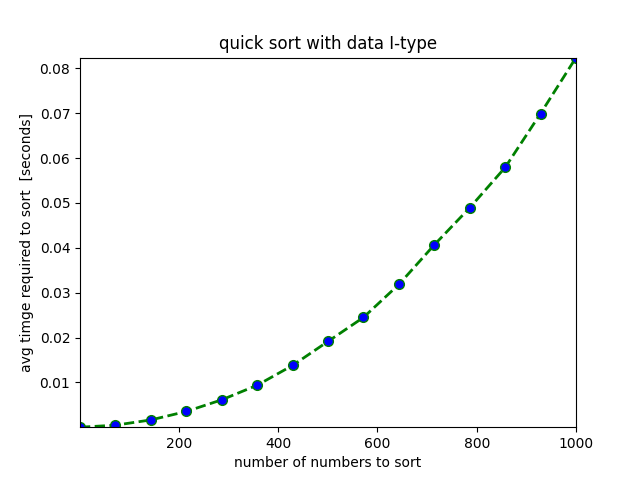 quick sort with data I-type
0.08
0.07
0.06
0.05
0.04
0.03
0.02
0.01
avg timge required to sort  [seconds]
200 400 600 800 1000
number of numbers to sort